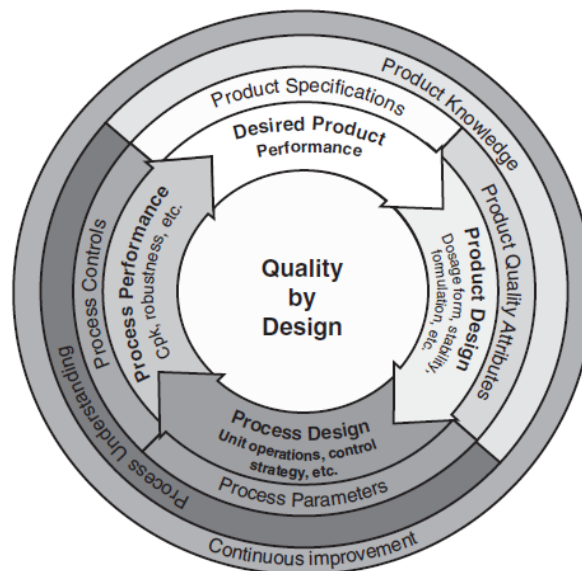 Product Knowledge
Product Specifications
Desired Product
Performance
Product Quality Attributes
Product Design
Dosage form, stability,
formulation, etc.
Quality
by
Design
Process Controls
Process Performance
Cpk, robustness, etc.
Process Design
Unit operations, control
strategy, etc.
Process Parameters
Process Understanding
Continuous improvement